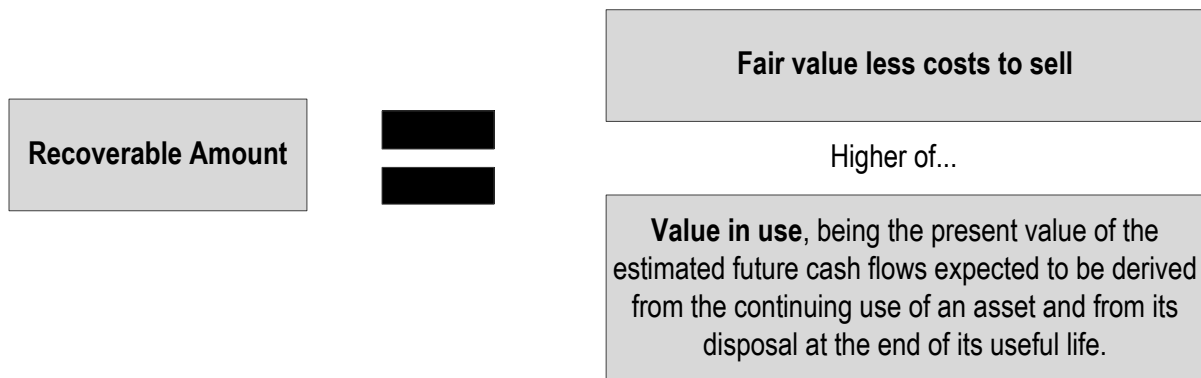 Fair value less costs to sell
Recoverable Amount
Higher of...
Value in use, being the present value of the
estimated future cash flows expected to be derived
from the continuing use of an asset and from its
disposal at the end of its useful life.